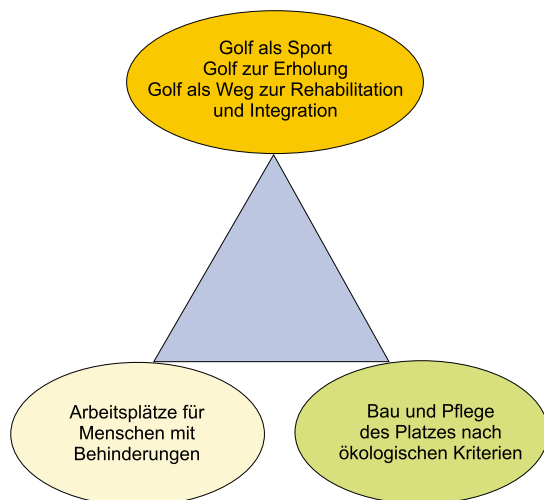 Golf als Sport
Golf zur Erholung
Golf als Weg zur Rehabilitation
und Integration
Arbeitsplätze für
Menschen mit
Behinderungen
Bau und Pflege
des Platzes nach
ökologischen Kriterien